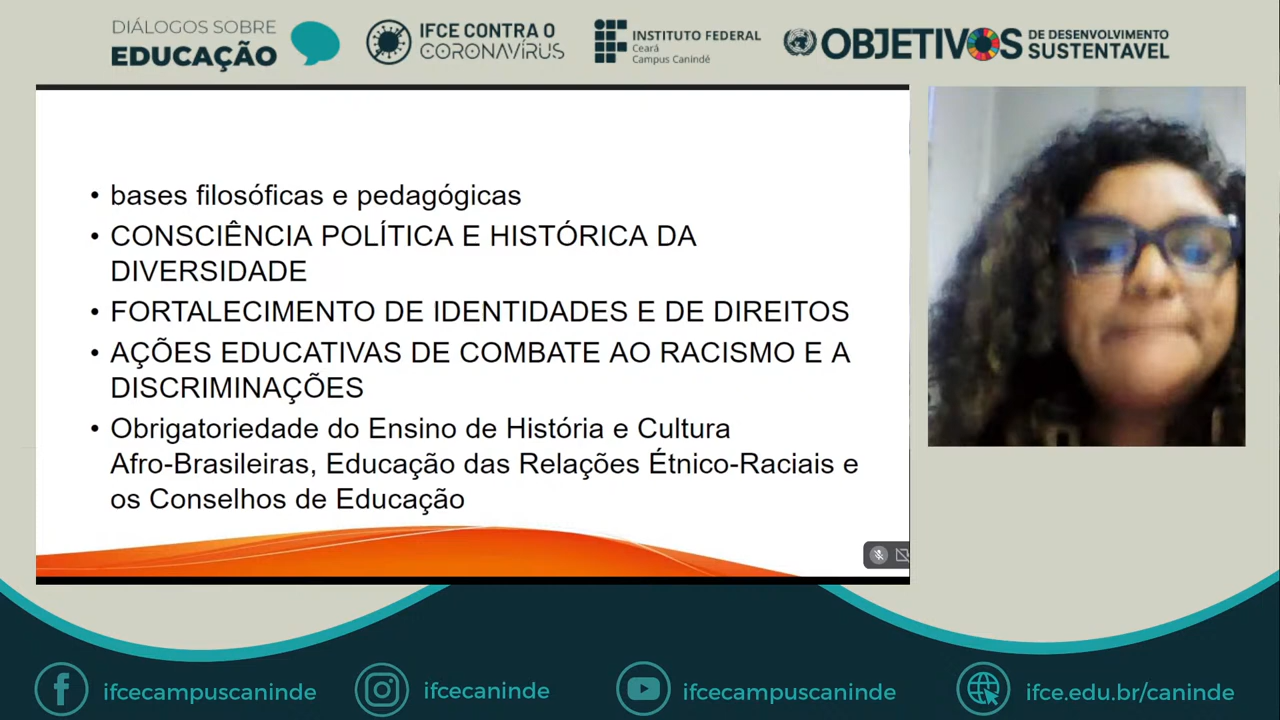 DIÁLOGOS SOBRE
EDUCAÇÃO
IFCE CONTRA O
CORONAVÍRUS
INSTITUTO FEDERAL
Ceará
Campus Canindé
OBJETIVOS
DE DESENVOLVIMENTO
SUSTENTAVEL
• bases filosóficas e pedagógicas
• CONSCIÊNCIA POLÍTICA E HISTÓRICA DA
DIVERSIDADE
• FORTALECIMENTO DE IDENTIDADES E DE DIREITOS
• AÇÕES EDUCATIVAS DE COMBATE AO RACISMO E A
DISCRIMINAÇÕES
• Obrigatoriedade do Ensino de História e Cultura
Afro-Brasileiras, Educação das Relações Étnico-Raciais e
os Conselhos de Educação
ifcecampuscaninde
ifcecaninde
ifcecampuscaninde
ifce.edu.br/caninde